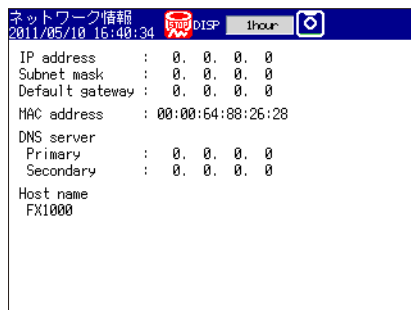 ネットワーク情報
2011/05/10 16:40:34 STOP DISP 1hour
IP address : 0. 0. 0. 0
Subnet mask : 0. 0. 0. 0
Default gateway : 0. 0. 0. 0
MAC address : 00:00:64:88:26:28
DNS server
Primary : 0. 0. 0. 0
Secondary : 0. 0. 0. 0
Host name
FX1000